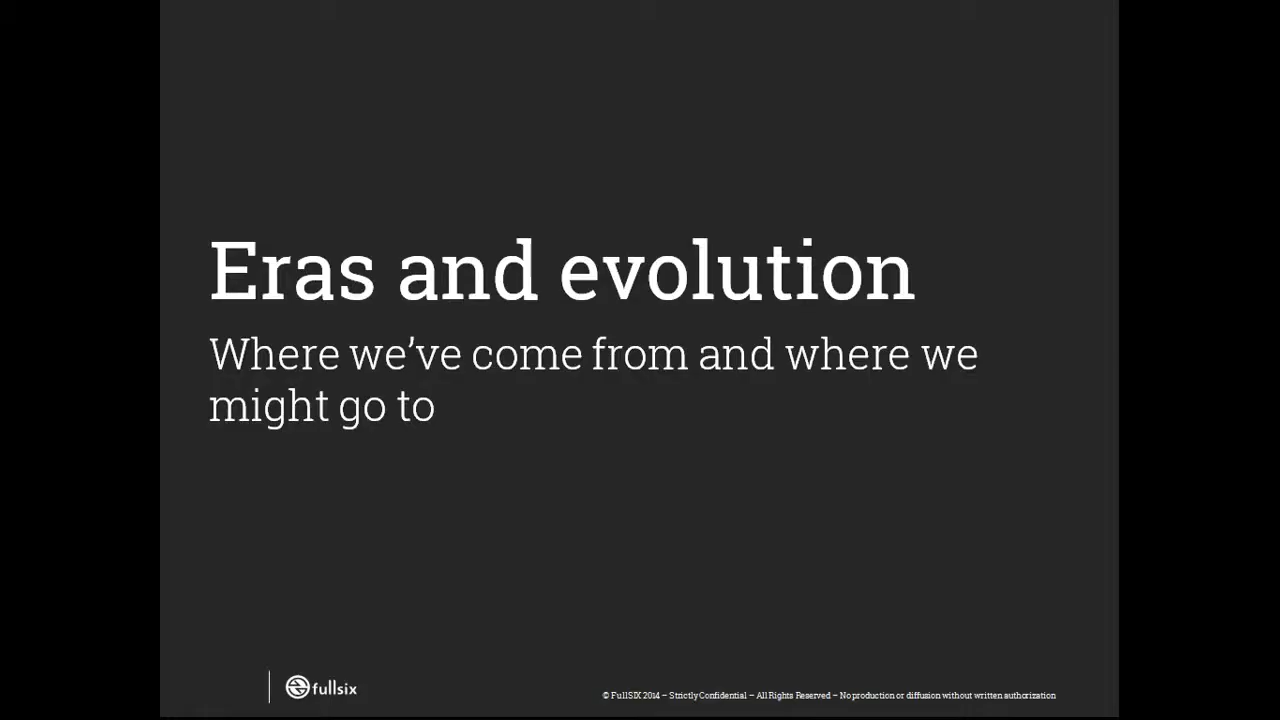 Eras and evolution
Where we’ve come from and where we
might go to
fullsix
© FullSIX 2014 – Strictly Confidential – All Rights Reserved – No production or diffusion without written authorization